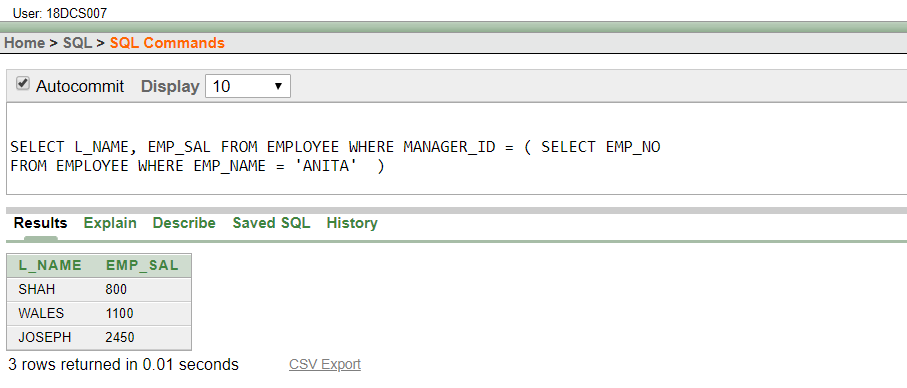 User: 18DCS007
Home > SQL > SQL Commands
Autocommit Display 10
SELECT L_NAME, EMP_SAL FROM EMPLOYEE WHERE MANAGER_ID = ( SELECT EMP_NO
FROM EMPLOYEE WHERE EMP_NAME = 'ANITA'  )
Results Explain Describe Saved SQL History
L_NAME EMP_SAL
SHAH 800
WALES 1100
JOSEPH 2450
3 rows returned in 0.01 seconds CSV Export